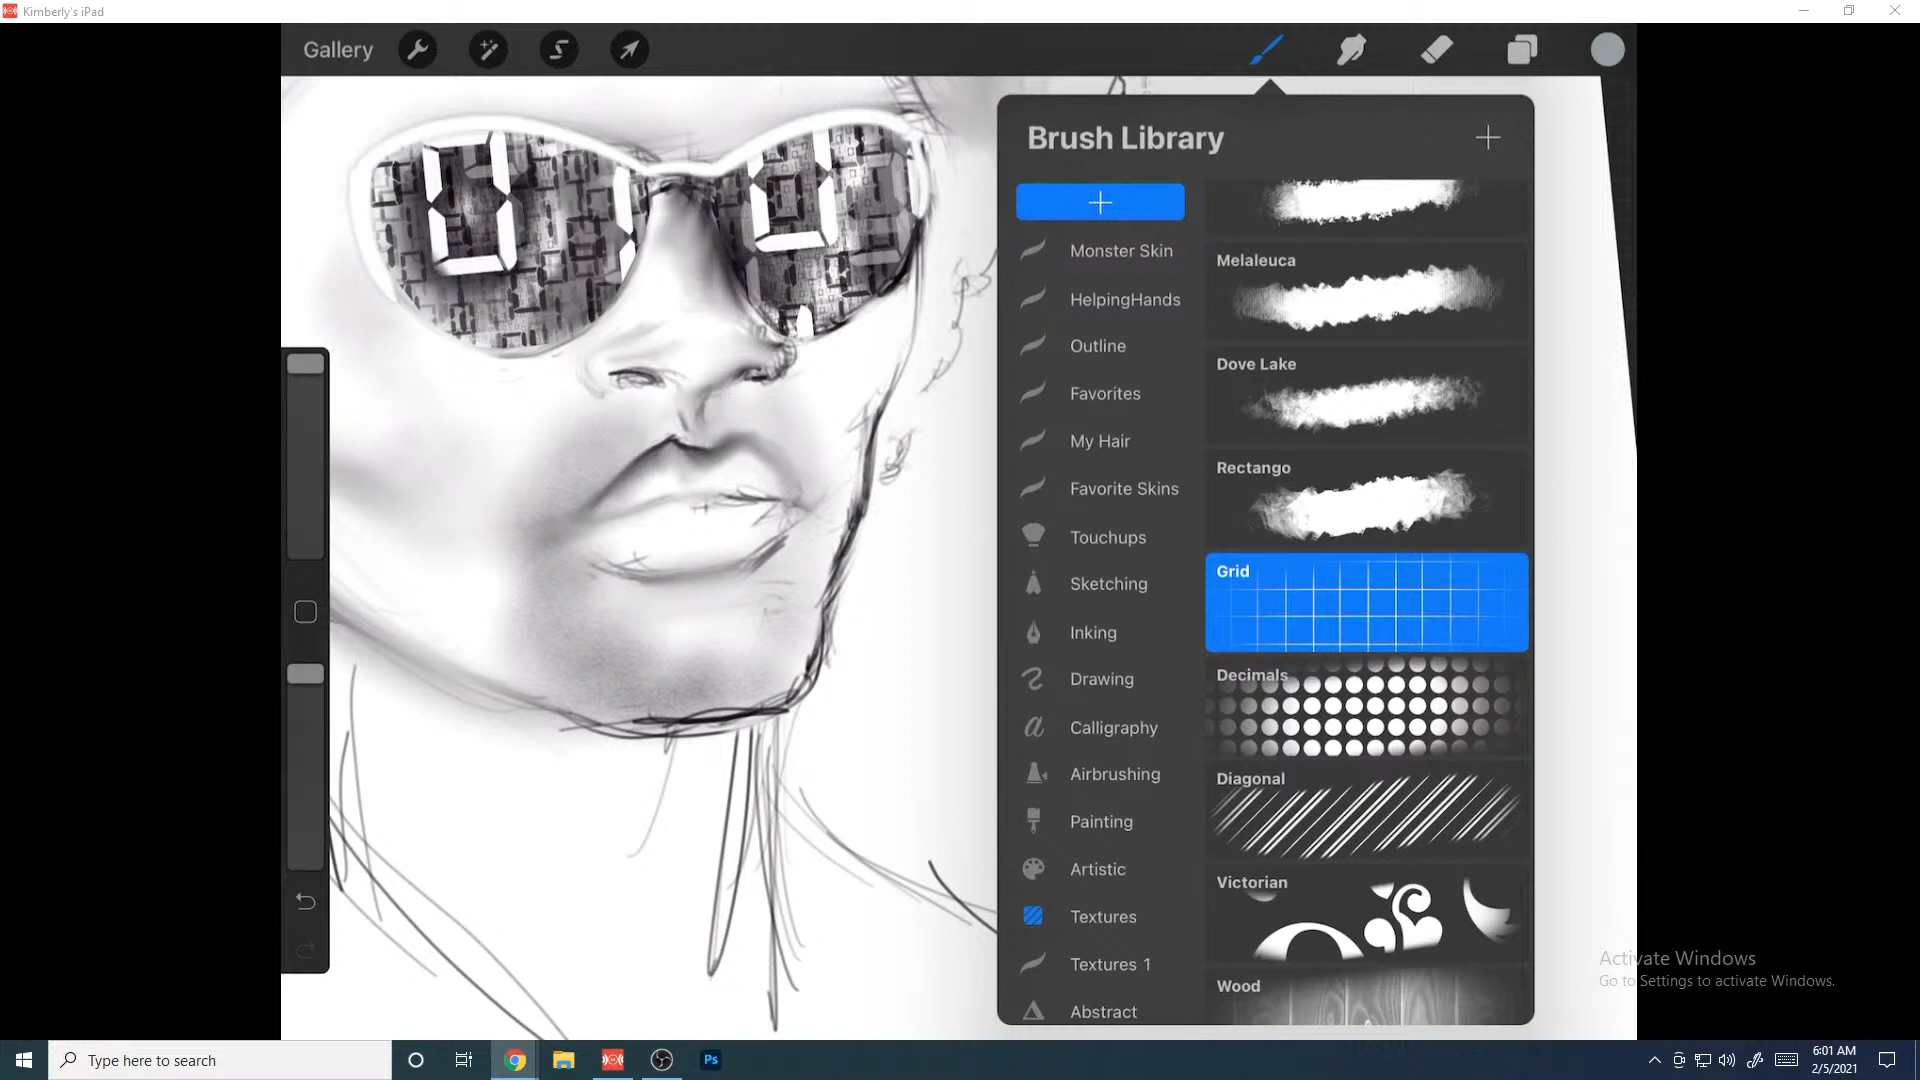 Kimberly's iPad
Gallery
Brush Library
Monster Skin
HelpingHands
Outline
Favorites
My Hair
Favorite Skins
Touchups
Sketching
Inking
Drawing
Calligraphy
Airbrushing
Painting
Artistic
Textures
Textures 1
Abstract
Melaleuca
Dove Lake
Rectango
Grid
Decimals
Diagonal
Victorian
Wood
Activate Windows
Go to Settings to activate Windows.
Type here to search
Ps
6:01 AM
2/5/2021